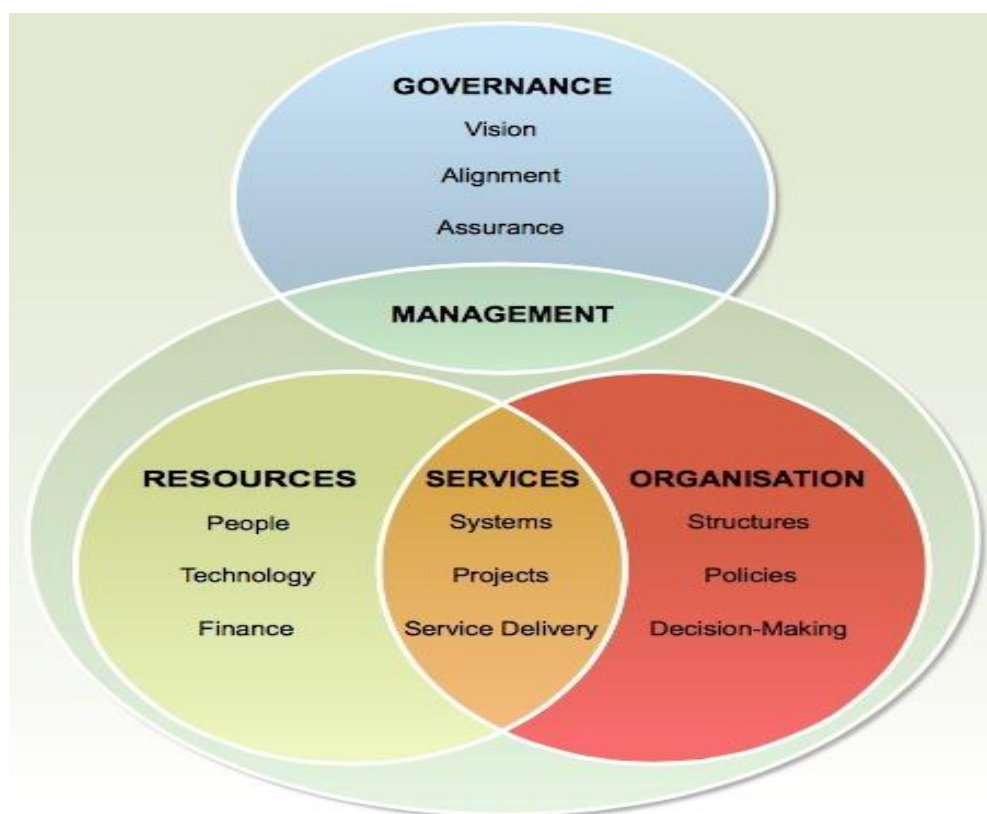 GOVERNANCE
Vision
Alignment
Assurance
MANAGEMENT
RESOURCES
People
Technology
Finance
SERVICES
Systems
Projects
Service Delivery
ORGANISATION
Structures
Policies
Decision-Making